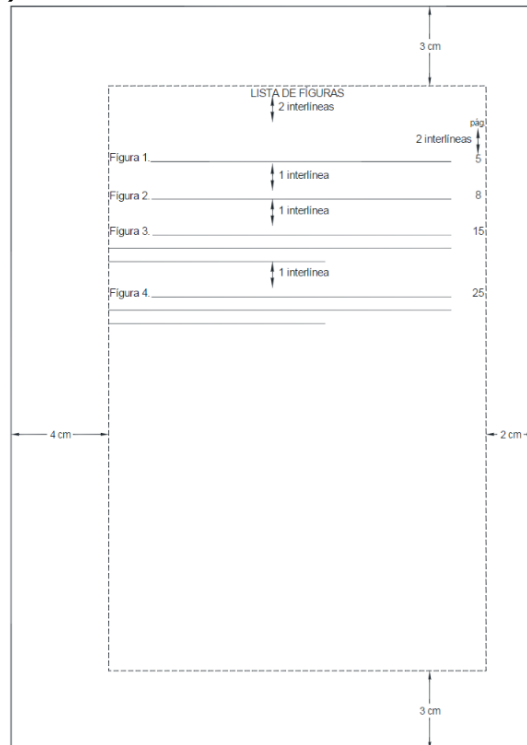 3 cm
LISTA DE FIGURAS
2 interlíneas
pág
2 interlíneas
Figura 1. 5
1 interlínea
Figura 2. 8
1 interlínea
Figura 3. 15
1 interlínea
Figura 4. 25
4 cm
2 cm
3 cm